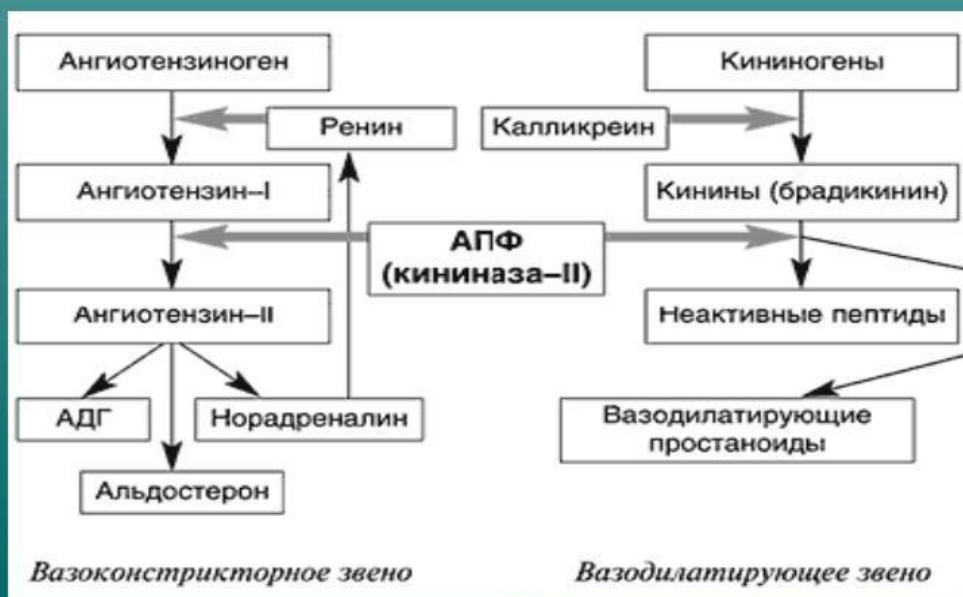 Ангиотензиноген
Кининогены
Ренин
Калликреин
Ангиотензин–I
Кинины (брадикинин)
АПФ
(кининаза–II)
Ангиотензин–II
Неактивные пептиды
АДГ
Норадреналин
Вазодилатирующие
простаноиды
Альдостерон
Вазоконстрикторное звено
Вазодилатирующее звено